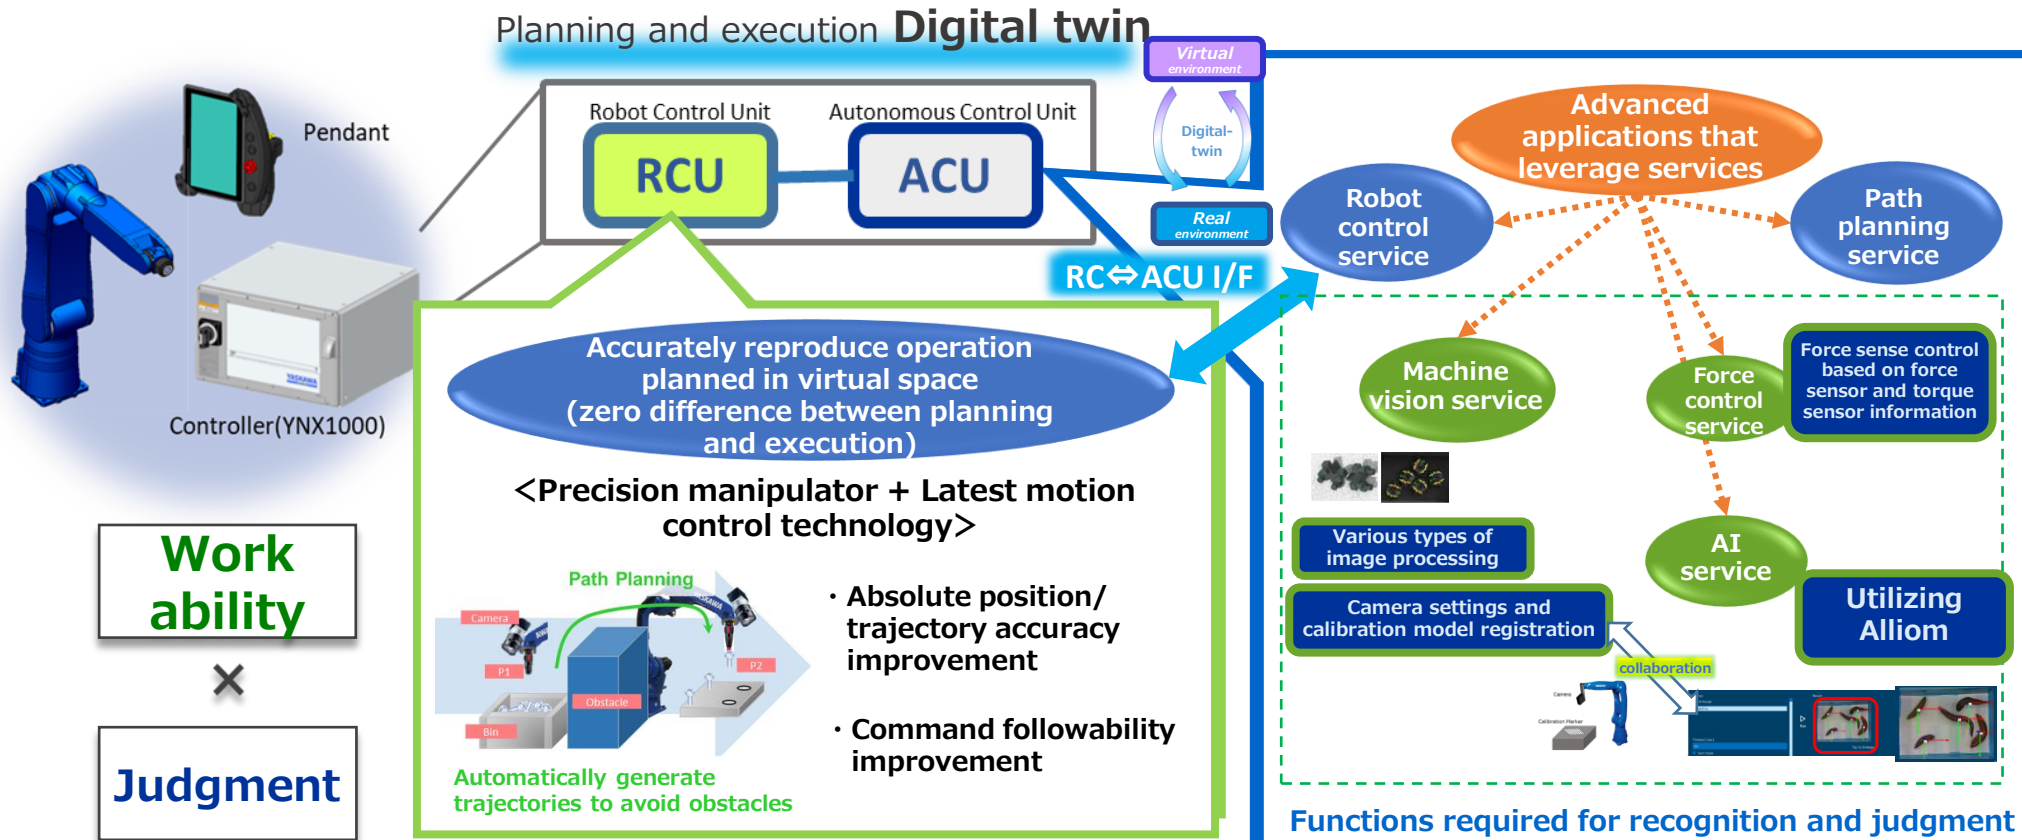 Planning and execution Digital twin
Virtual
environment
Digital-
twin
Real
environment
Pendant
Controller(YNX1000)
YASKAWA
Robot Control Unit
Autonomous Control Unit
RCU
ACU
RC⇔ACU I/F
Accurately reproduce operation
planned in virtual space
(zero difference between planning
and execution)
<Precision manipulator + Latest motion
control technology>
Path Planning
Camera
P1
Bin
Obstacle
P2
YASKAWA
Automatically generate
trajectories to avoid obstacles
・Absolute position/
trajectory accuracy
improvement
・Command followability
improvement
Work
ability
×
Judgment
Advanced
applications that
leverage services
Robot
control
service
Path
planning
service
Machine
vision service
Force
control
service
Force sense control
based on force
sensor and torque
sensor information
Various types of
image processing
AI
service
Camera settings and
calibration model registration
Utilizing
Alliom
collaboration
Camera
Calibration Marker
Functions required for recognition and judgment